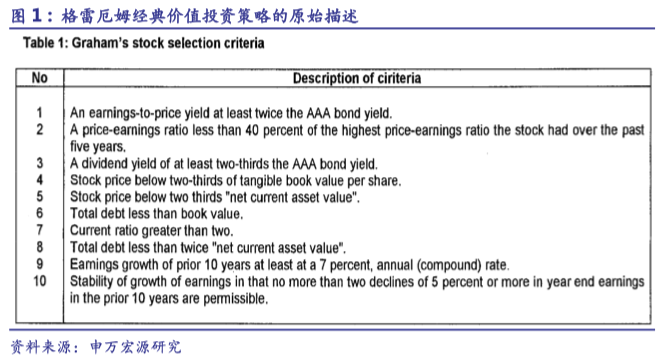 图 1：格雷厄姆经典价值投资策略的原始描述
Table 1: Graham's stock selection criteria
No Description of ciriteria
1 An earnings-to-price yield at least twice the AAA bond yield.
2 A price-earnings ratio less than 40 percent of the highest price-earnings ratio the stock had over the past
five years.
3 A dividend yield of at least two-thirds the AAA bond yield.
4 Stock price below two-thirds of tangible book value per share.
5 Stock price below two thirds "net current asset value".
6 Total debt less than book value.
7 Current ratio greater than two.
8 Total debt less than twice "net current asset value".
9 Earnings growth of prior 10 years at least at a 7 percent, annual (compound) rate.
10 Stability of growth of earnings in that no more than two declines of 5 percent or more in year end earnings
in the prior 10 years are permissible.
资料来源：申万宏源研究